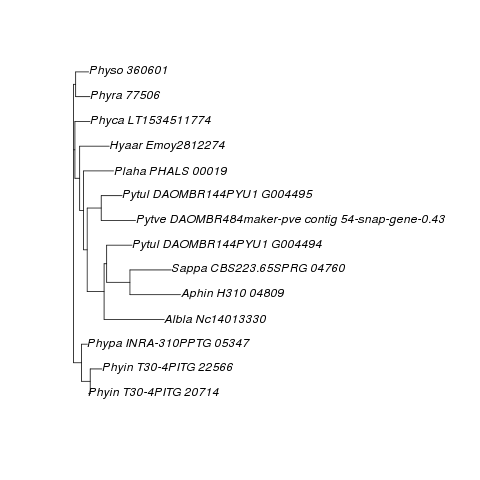 Physo 360601
Phyra 77506
Phyca LT1534511774
Hyaar Emoy2812274
Plaha PHALS 00019
Pytul DAOMBR144PYU1 G004495
Pytve DAOMBR484maker-pve contig 54-snap-gene-0.43
Pytul DAOMBR144PYU1 G004494
Sappa CBS223.65SPRG 04760
Aphin H310 04809
Albla Nc14013330
Phypa INRA-310PPTG 05347
Phyin T30-4PITG 22566
Phyin T30-4PITG 20714